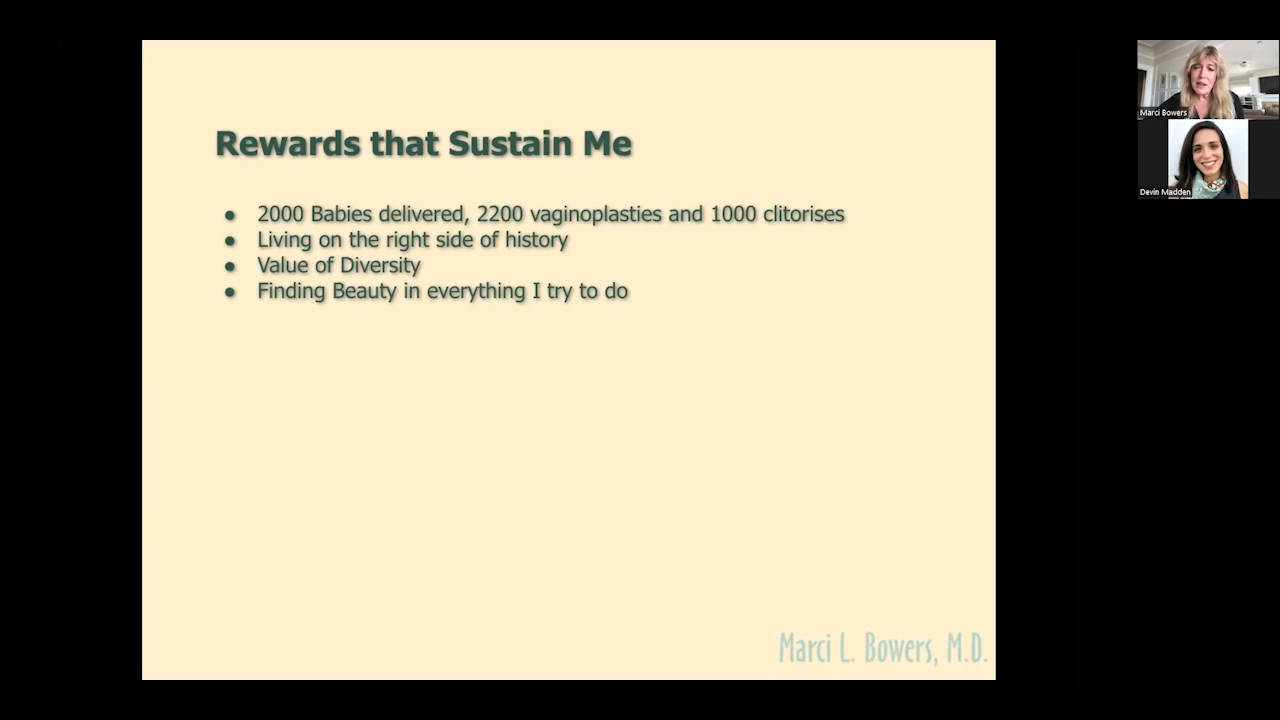 Rewards that Sustain Me
● 2000 Babies delivered, 2200 vaginoplasties and 1000 clitorises
● Living on the right side of history
● Value of Diversity
● Finding Beauty in everything I try to do
Marci L. Bowers, M.D.
Marci Bowers
Devin Madden